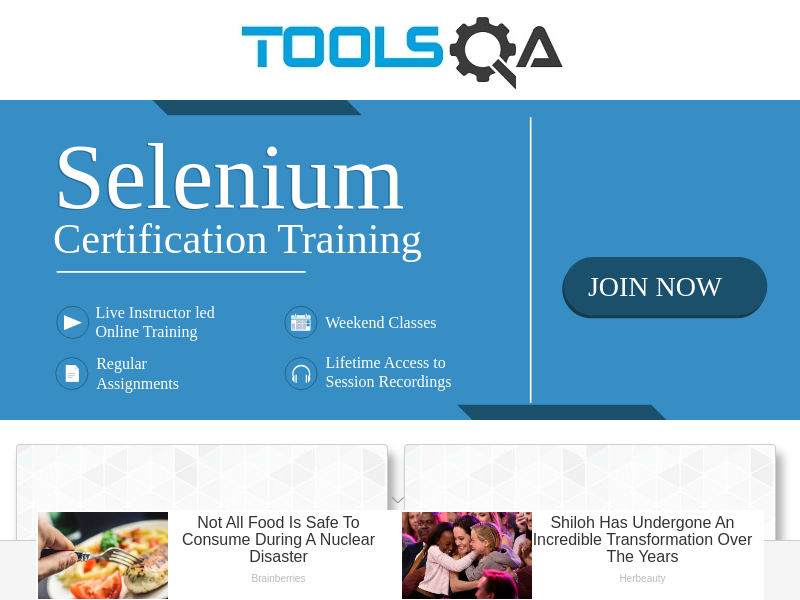 TOOLSQA
Selenium
Certification Training
JOIN NOW
Live Instructor led
Online Training
Weekend Classes
Regular
Assignments
Lifetime Access to
Session Recordings
Not All Food Is Safe To
Consume During A Nuclear
Disaster
Brainberries
Shiloh Has Undergone An
Incredible Transformation Over
The Years
Herbeauty